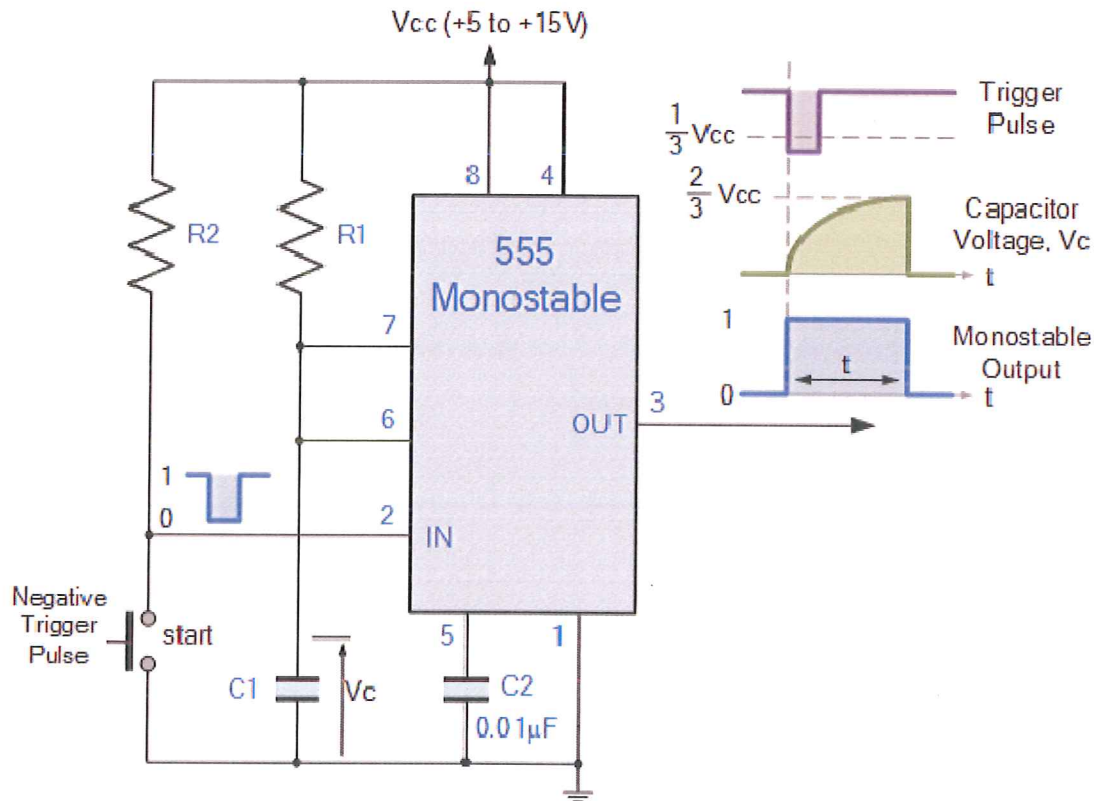 Vcc (+5 to +15V)
Trigger
Pulse
1/3 Vcc
8
4
2/3 Vcc
R2
R1
555
Monostable
Capacitor
Voltage, Vc
t
7
1
Monostable
Output
t
0
t
3
6
OUT
1
0
2
IN
Negative
Trigger
Pulse
start
5
1
C1
Vc
C2
0.01µF